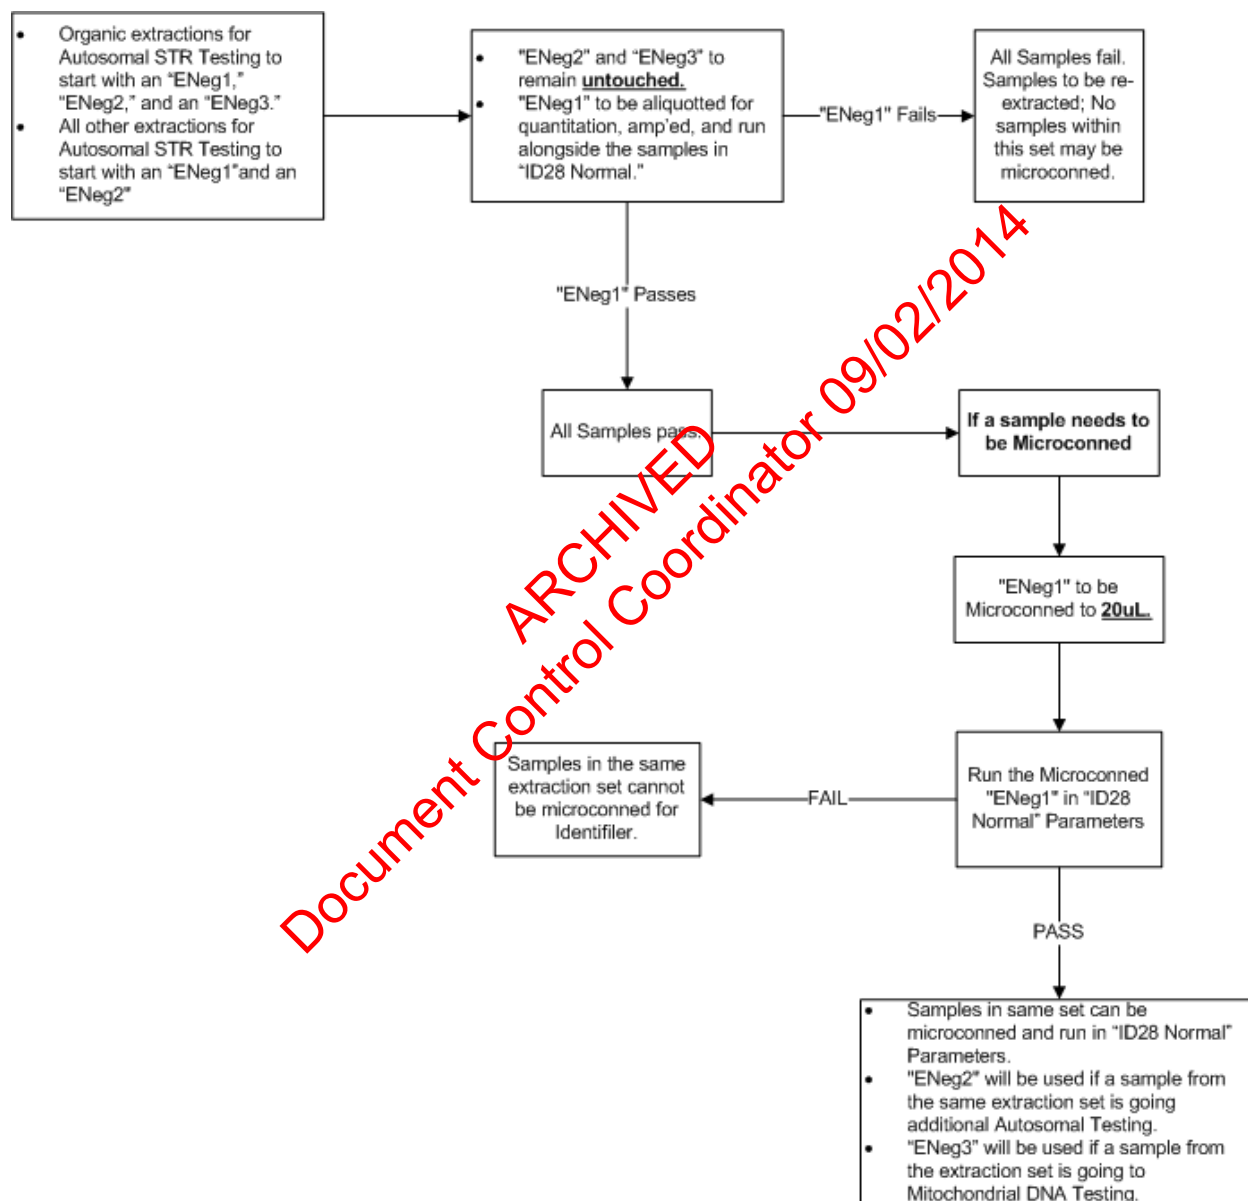 • Organic extractions for
Autosomal STR Testing to
start with an “ENeg1,”
“ENeg2,” and an “ENeg3.”
• All other extractions for
Autosomal STR Testing to
start with an “ENeg1”and an
“ENeg2”
• "ENeg2” and “ENeg3” to
remain untouched.
• "ENeg1” to be aliquotted for
quantitation, amp’ed, and run
alongside the samples in
“ID28 Normal.”
"ENeg1" Fails
All Samples fail.
Samples to be re-
extracted; No
samples within
this set may be
microconned.
"ENeg1" Passes
All Samples pass.
If a sample needs to
be Microconned
"ENeg1” to be
Microconned to 20uL.
Run the Microconned
"ENeg1” in “ID28
Normal” Parameters
FAIL
Samples in the same
extraction set cannot
be microconned for
Identifiler.
PASS
• Samples in same set can be
microconned and run in “ID28 Normal”
Parameters.
• "ENeg2” will be used if a sample from
the same extraction set is going
additional Autosomal Testing.
• “ENeg3” will be used if a sample from
the extraction set is going to
Mitochondrial DNA Testing.
ARCHIVED
Document Control Coordinator 09/02/2014